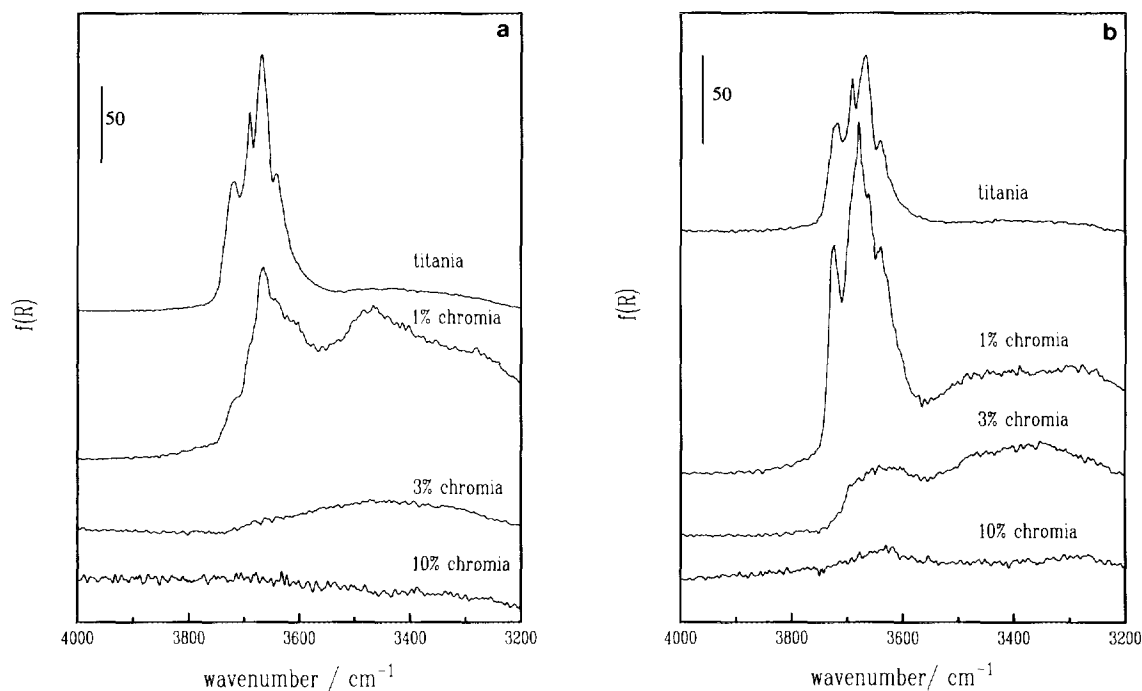 a
50
titania
1% chromia
3% chromia
10% chromia
f(R)
4000 3800 3600 3400 3200
wavenumber / cm⁻¹
b
50
titania
1% chromia
3% chromia
10% chromia
f(R)
4000 3800 3600 3400 3200
wavenumber / cm⁻¹